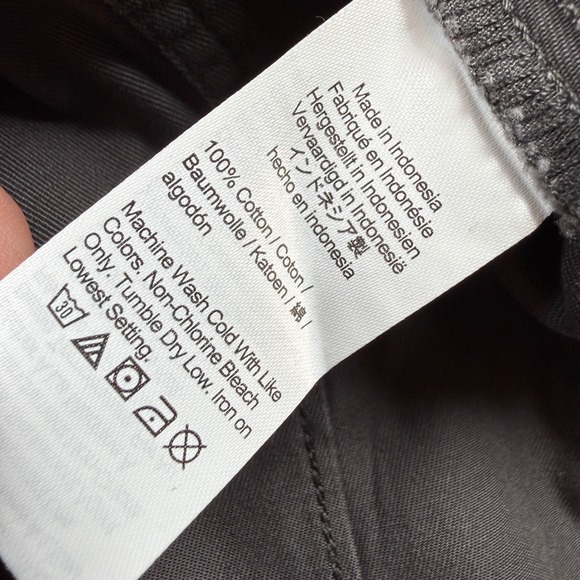 Made in Indonesia
Fabriqué en Indonésie
Hergestellt in Indonesien
Vervaardigd in Indonesië
インドネシア製
hecho en indonesia
100% Cotton / Coton /
Baumwolle / Katoen / 綿 /
algodón
Machine Wash Cold With Like
Colors. Non-Chlorine Bleach
Only. Tumble Dry Low. Iron on
Lowest Setting.
30